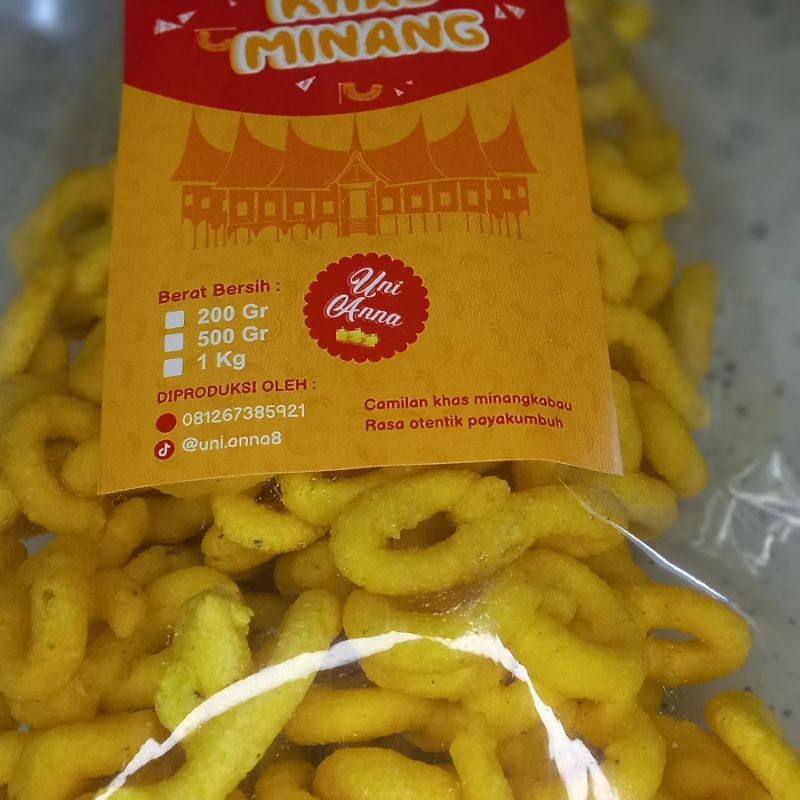 KHAS
MINANG
Berat Bersih :
200 Gr
500 Gr
1 Kg
Uni
Anna
DIPRODUKSI OLEH :
081267385921
@uni.anna8
Camilan khas minangkabau
Rasa otentik payakumbuh